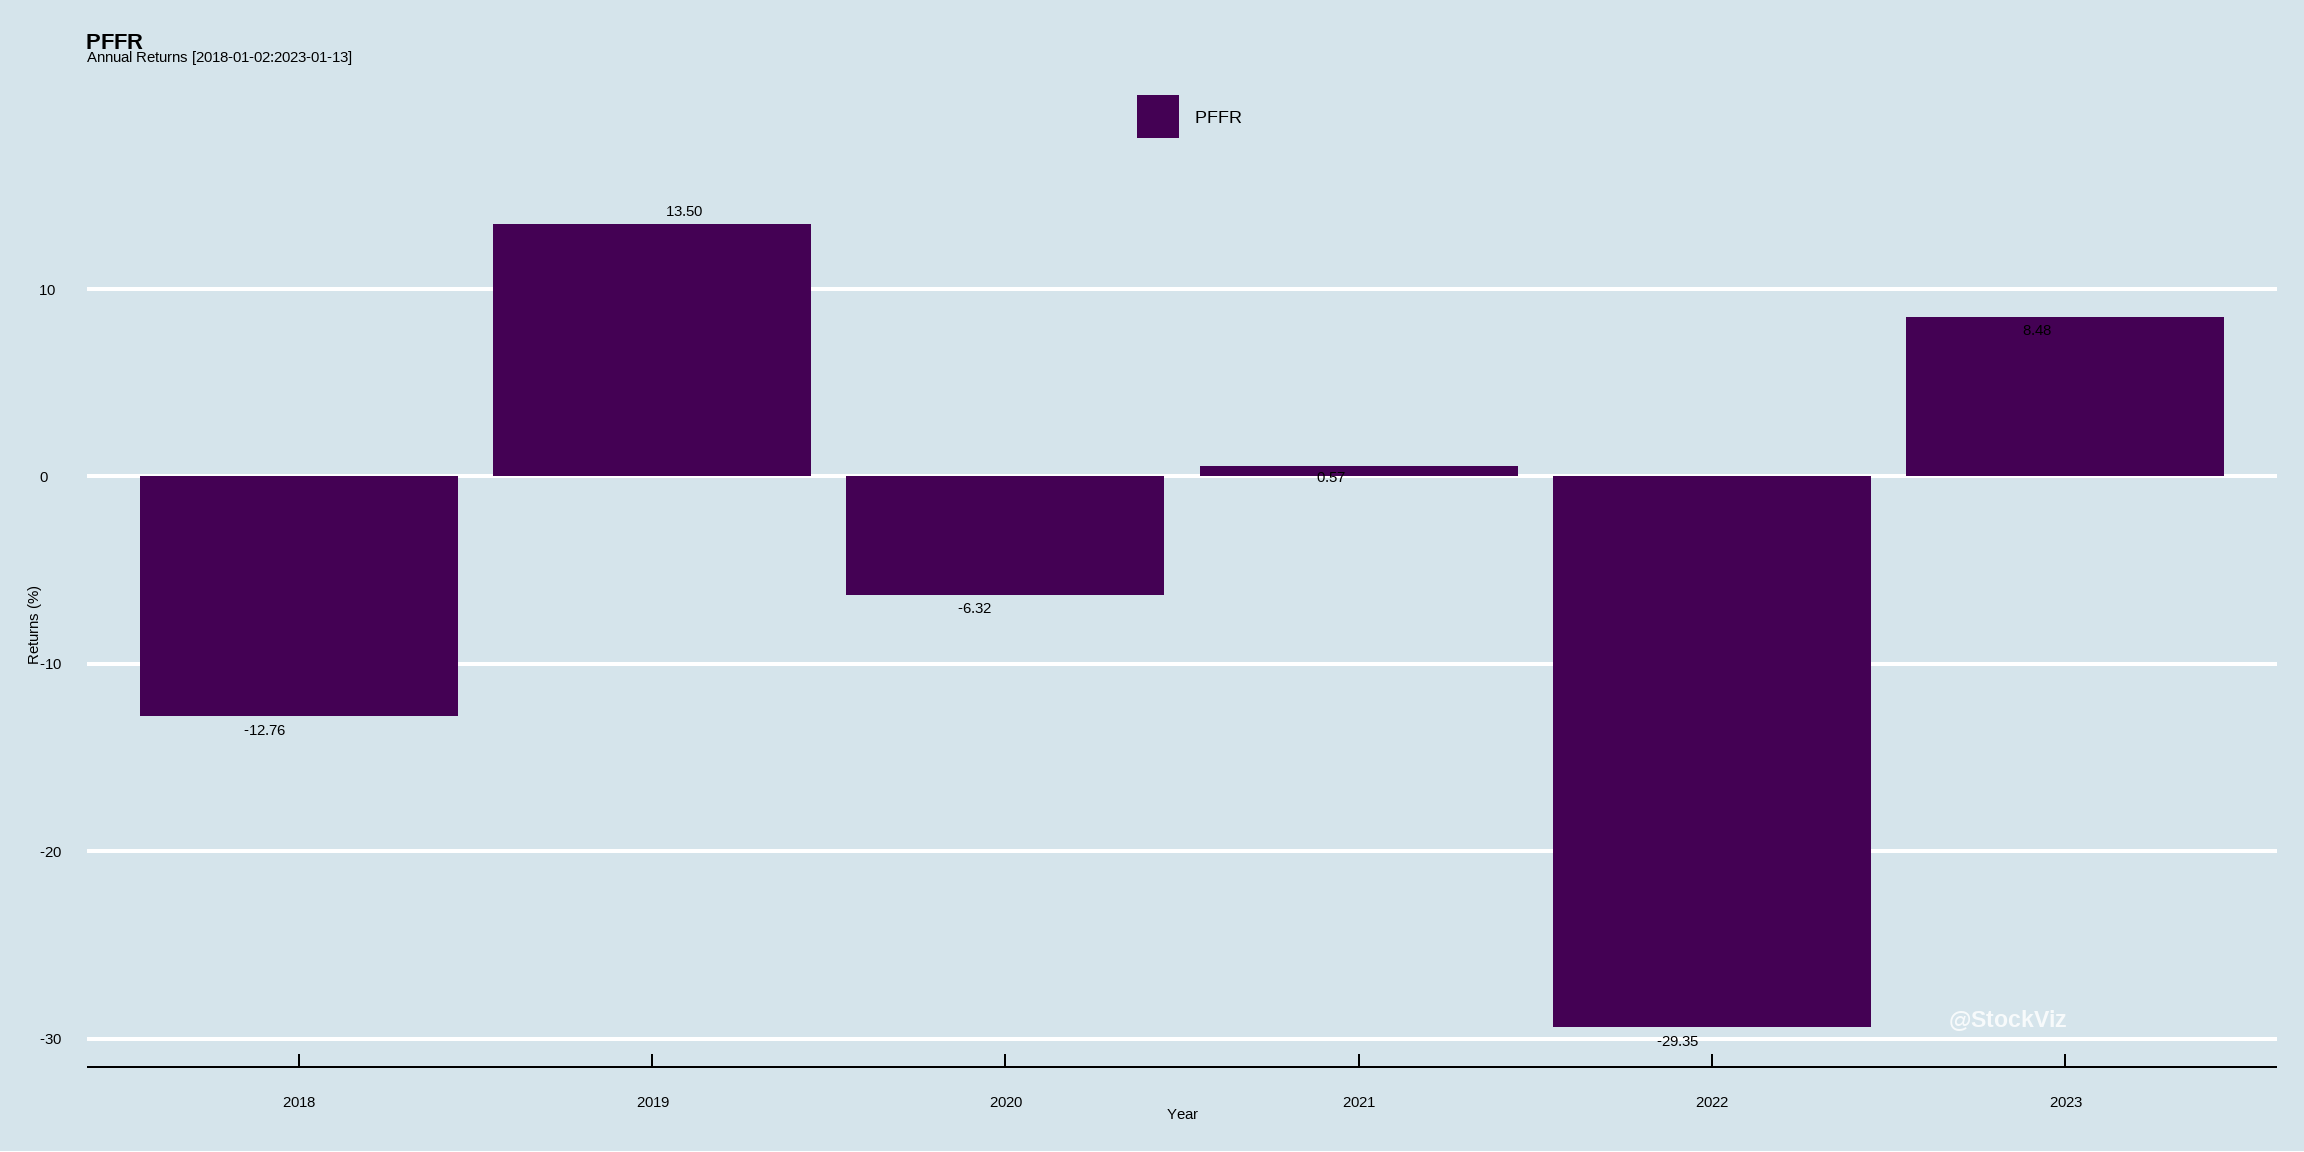 PFFR
Annual Returns [2018-01-02:2023-01-13]
PFFR
13.50
10
8.48
0
0.57
-6.32
Returns (%)
-10
-12.76
-20
@StockViz
-30
-29.35
2018
2019
2020
2021
2022
2023
Year